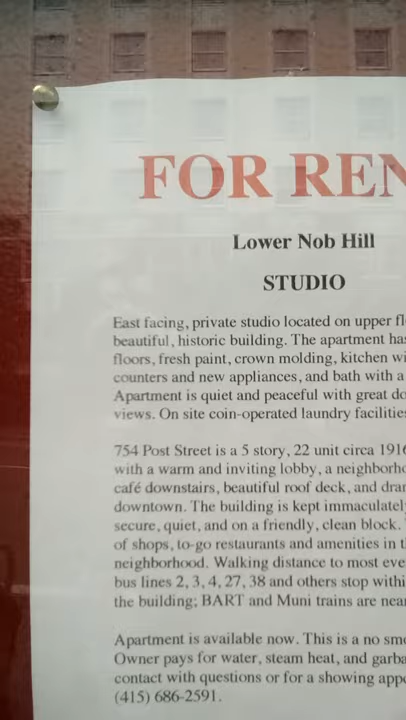 FOR REN
Lower Nob Hill
STUDIO
East facing, private studio located on upper fl
beautiful, historic building. The apartment has
floors, fresh paint, crown molding, kitchen wi
counters and new appliances, and bath with a
Apartment is quiet and peaceful with great do
views. On site coin-operated laundry facilities
754 Post Street is a 5 story, 22 unit circa 1916
with a warm and inviting lobby, a neighborho
café downstairs, beautiful roof deck, and dra
downtown. The building is kept immaculatel
secure, quiet, and on a friendly, clean block.
of shops, to-go restaurants and amenities in t
neighborhood. Walking distance to most eve
bus lines 2, 3, 4, 27, 38 and others stop withi
the building; BART and Muni trains are near
Apartment is available now. This is a no smo
Owner pays for water, steam heat, and garba
contact with questions or for a showing appo
(415) 686-2591.